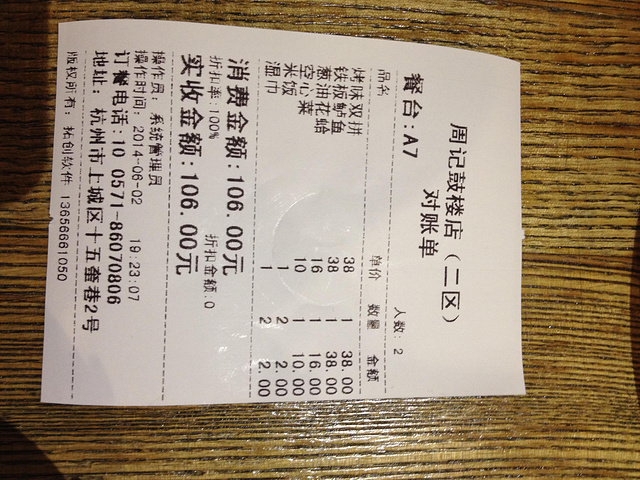 周记鼓楼店（二区）
对账单
餐台:A7 人数: 2
品名 单价 数量 金额
烤味双拼 38 1 38.00
铁板鲈鱼 38 1 38.00
葱油花蛤 16 1 16.00
空心菜 10 1 10.00
米饭 1 2 2.00
湿巾 1 2 2.00
消费金额:106.00元
折扣率:100% 折扣金额:0
实收金额:106.00元
操作员: 系统管理员
操作时间: 2014-06-02 19:23:07
订餐电话:10 0571-86070806
地址: 杭州市上城区十五奎巷2号
版权所有: 拓创软件 13656661050